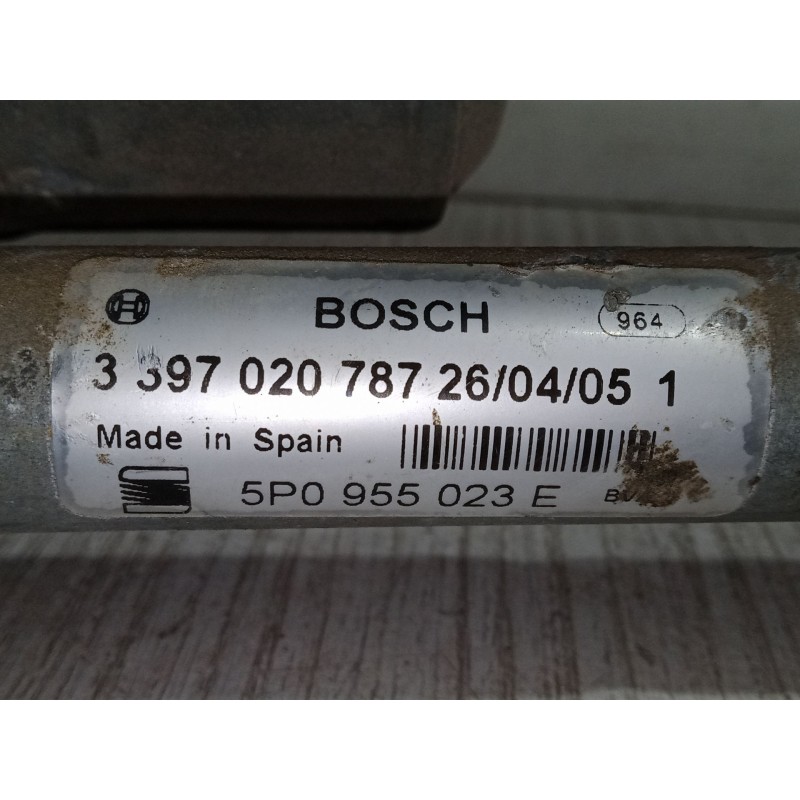 BOSCH 964
3 397 020 787 26/04/05 1
Made in Spain
5P0 955 023 E